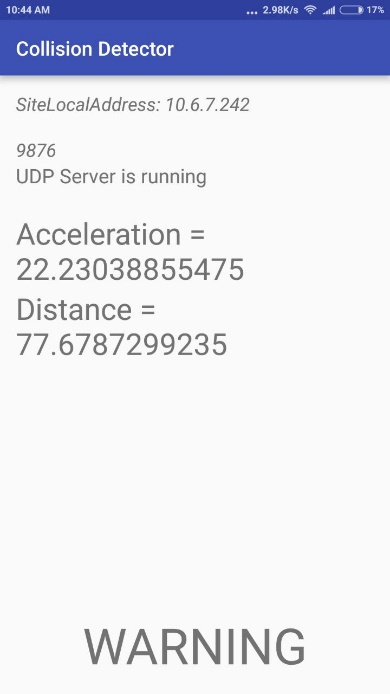 10:44 AM ... 2.98K/s 17%
Collision Detector
SiteLocalAddress: 10.6.7.242
9876
UDP Server is running
Acceleration =
22.23038855475
Distance =
77.6787299235
WARNING